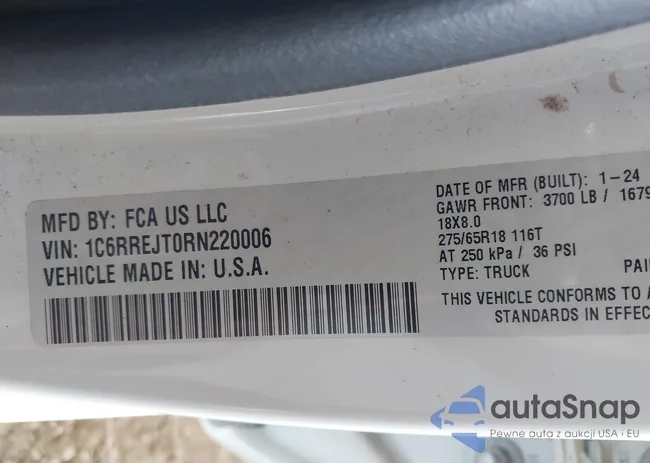 MFD BY: FCA US LLC
VIN: 1C6RREJT0RN220006
VEHICLE MADE IN: U.S.A.
DATE OF MFR (BUILT): 1-24
GAWR FRONT: 3700 LB / 1679
18X8.0
275/65R18 116T
AT 250 kPa / 36 PSI
TYPE: TRUCK PAI
THIS VEHICLE CONFORMS TO A
STANDARDS IN EFFEC
autaSnap
Pewne auta z aukcji USA i EU